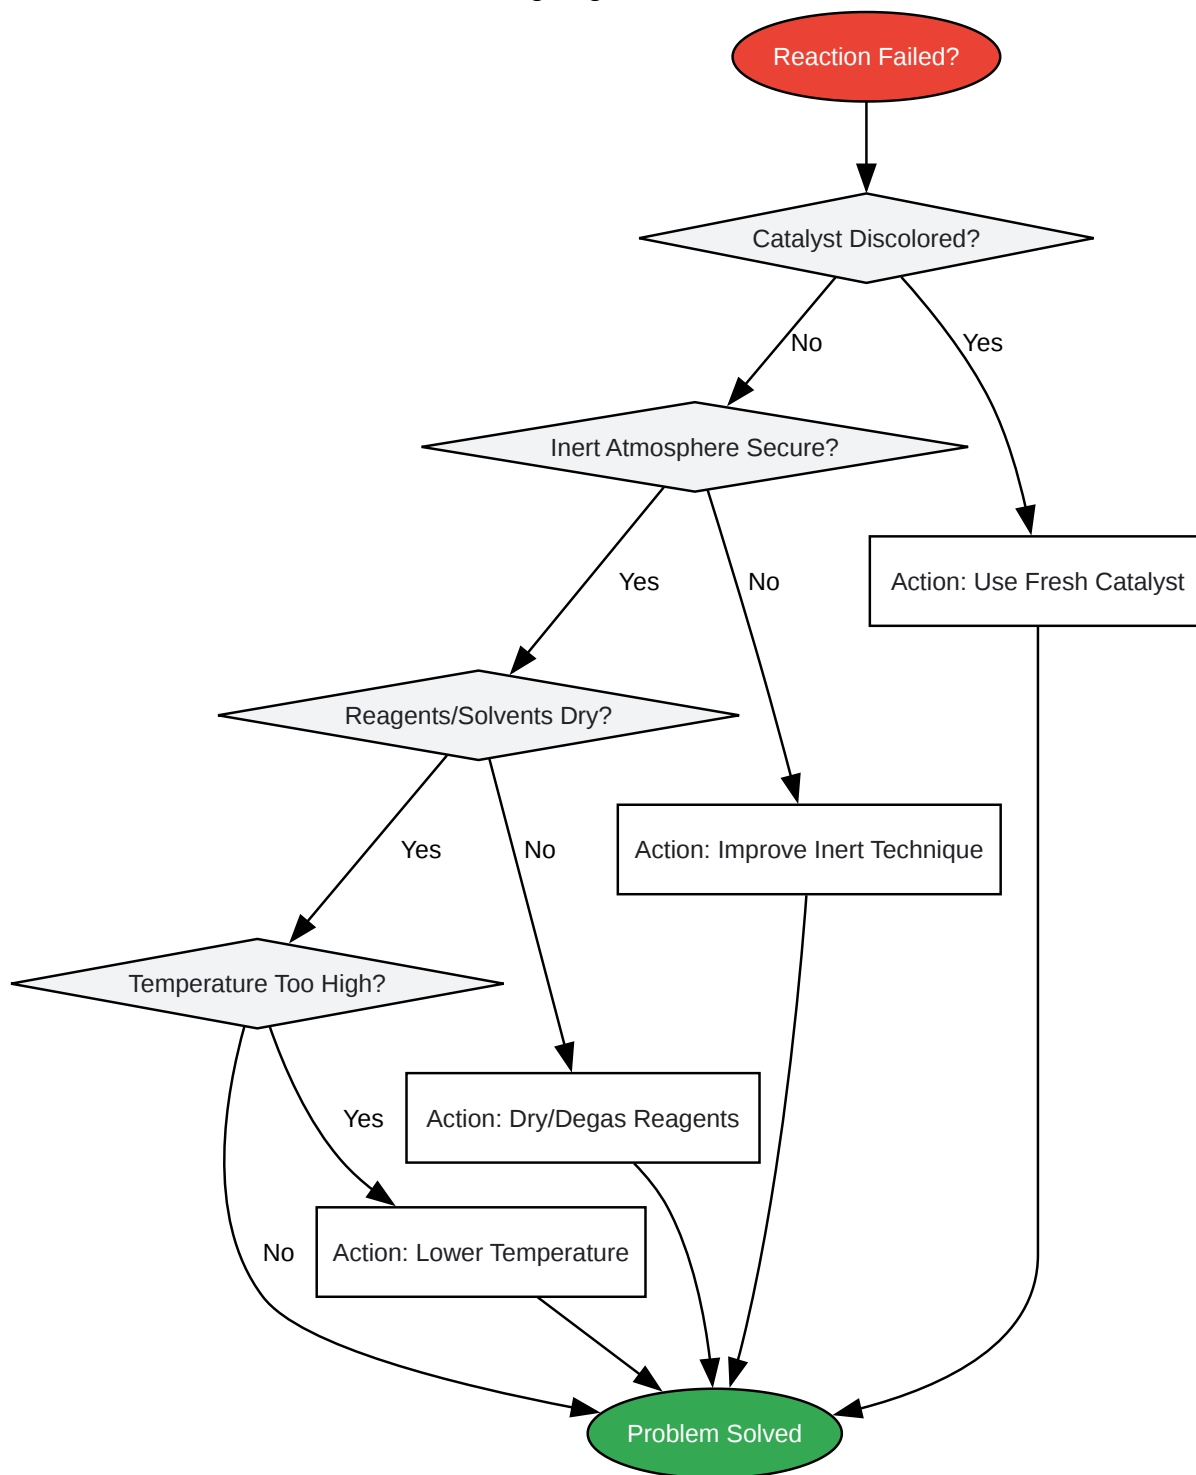 Reaction Failed?
Catalyst Discolored?
No
Yes
Inert Atmosphere Secure?
Yes
No
Action: Use Fresh Catalyst
Reagents/Solvents Dry?
Yes
No
Action: Improve Inert Technique
Temperature Too High?
Yes
Action: Dry/Degas Reagents
No
Action: Lower Temperature
Problem Solved